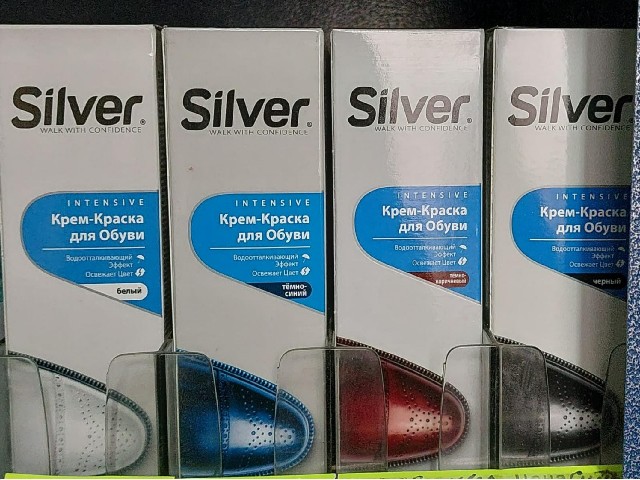 Silver®
WALK WITH CONFIDENCE
INTENSIVE
Крем-Краска
для Обуви
Водоотталкивающий
Эффект
Освежает Цвет
белый
Silver®
WALK WITH CONFIDENCE
INTENSIVE
Крем-Краска
для Обуви
Водоотталкивающий
Эффект
Освежает Цвет
тёмно-
синий
Silver®
WALK WITH CONFIDENCE
INTENSIVE
Крем-Краска
для Обуви
Водоотталкивающий
Эффект
Освежает Цвет
темно-
коричневый
Silver
WALK WITH CONFIDENCE
INTENSIVE
Крем-Краска
для Обуви
Водоотталкивающий
Эффект
Освежает Цвет
черный